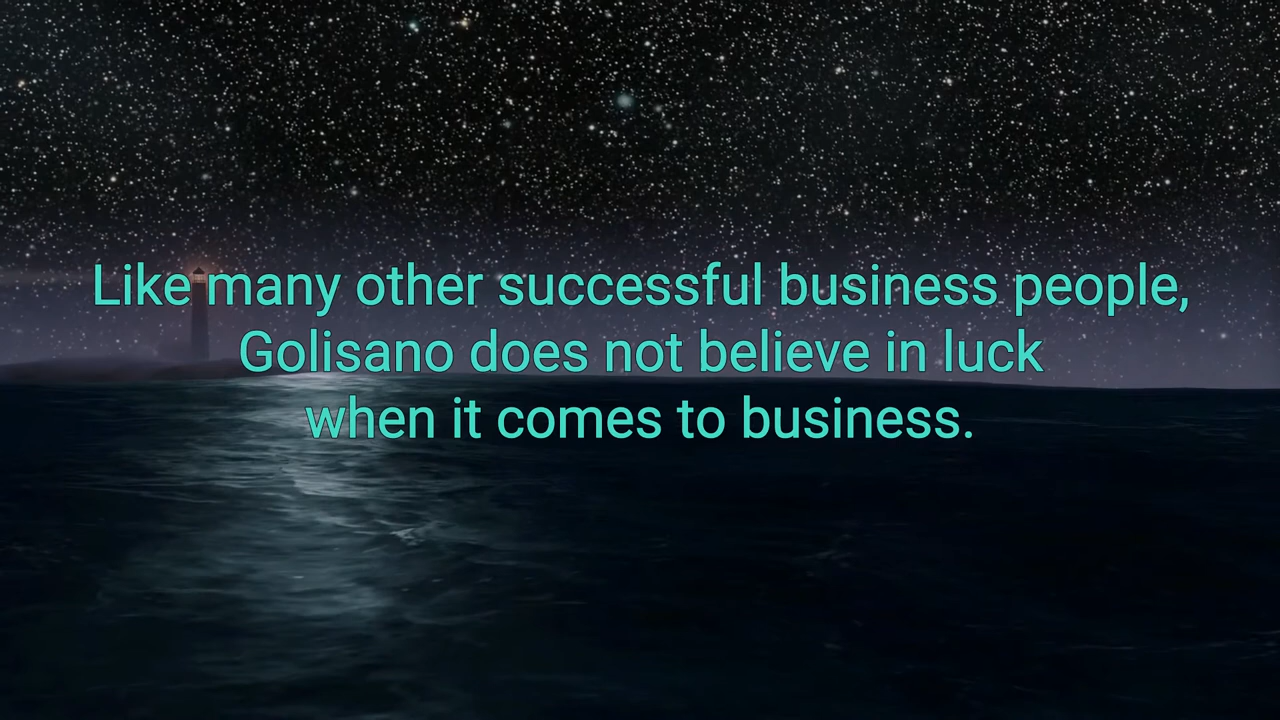 Like many other successful business people,
Golisano does not believe in luck
when it comes to business.